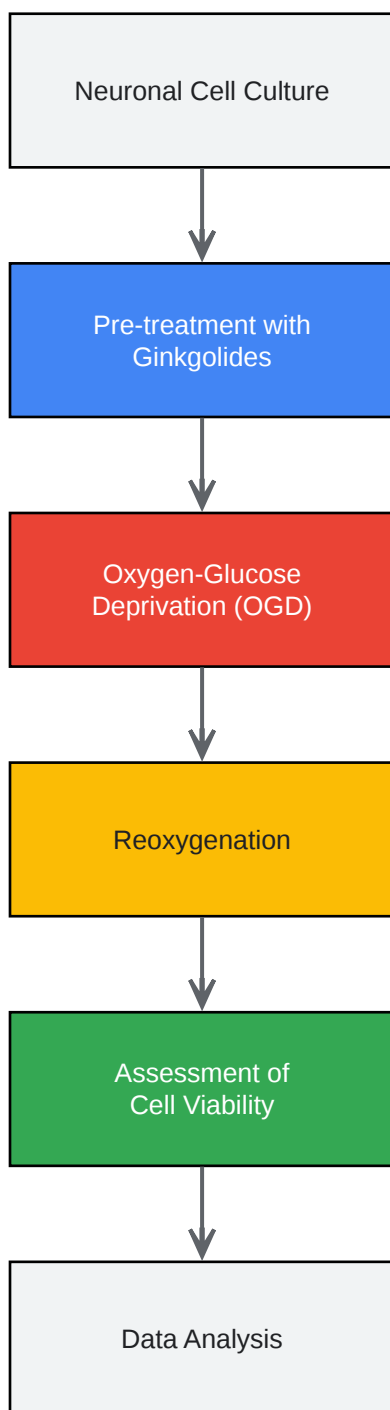 Neuronal Cell Culture
Pre-treatment with
Ginkgolides
Oxygen-Glucose
Deprivation (OGD)
Reoxygenation
Assessment of
Cell Viability
Data Analysis